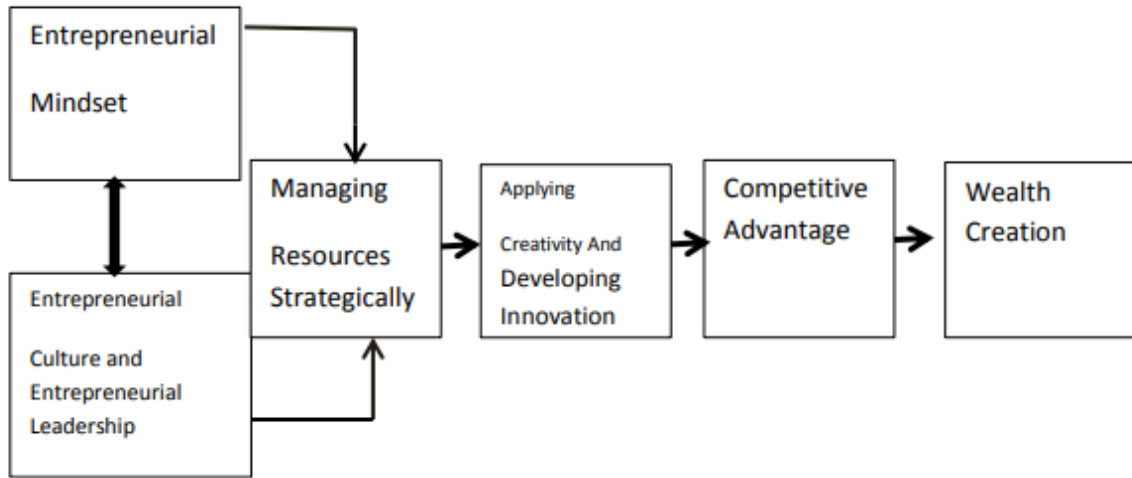 Entrepreneurial
Mindset
Entrepreneurial
Culture and
Entrepreneurial
Leadership
Managing
Resources
Strategically
Applying
Creativity And
Developing
Innovation
Competitive
Advantage
Wealth
Creation